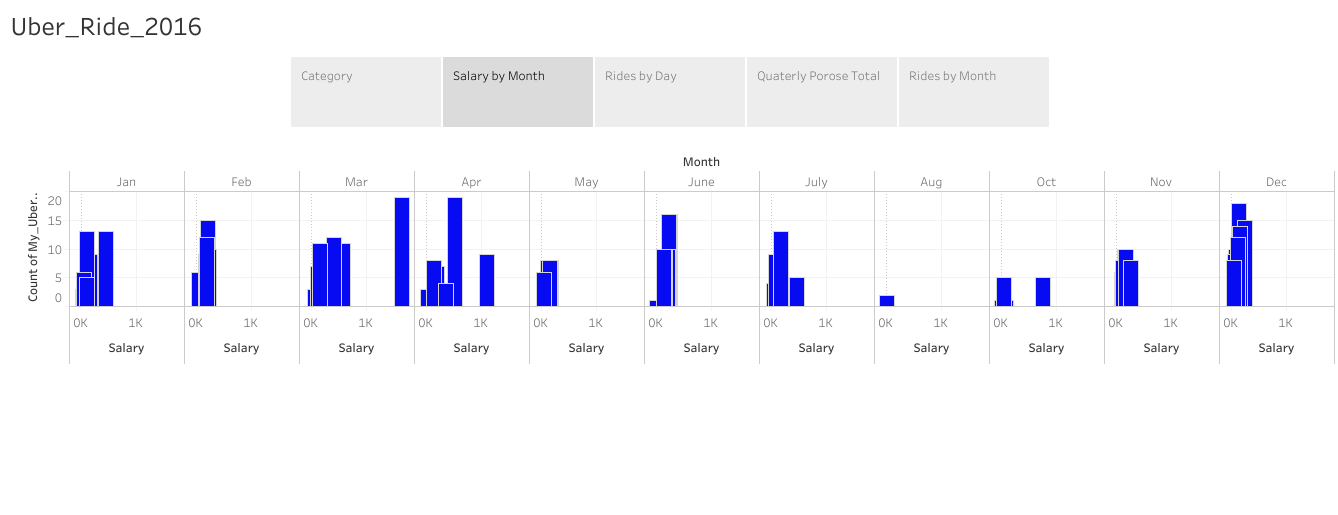 Uber_Ride_2016
Category Salary by Month Rides by Day Quaterly Porose Total Rides by Month
Month
Jan Feb Mar Apr May June July Aug Oct Nov Dec
Count of My_Uber..
20
15
10
5
0
0K 1K 0K 1K 0K 1K 0K 1K 0K 1K 0K 1K 0K 1K 0K 1K 0K 1K 0K 1K 0K 1K
Salary Salary Salary Salary Salary Salary Salary Salary Salary Salary Salary